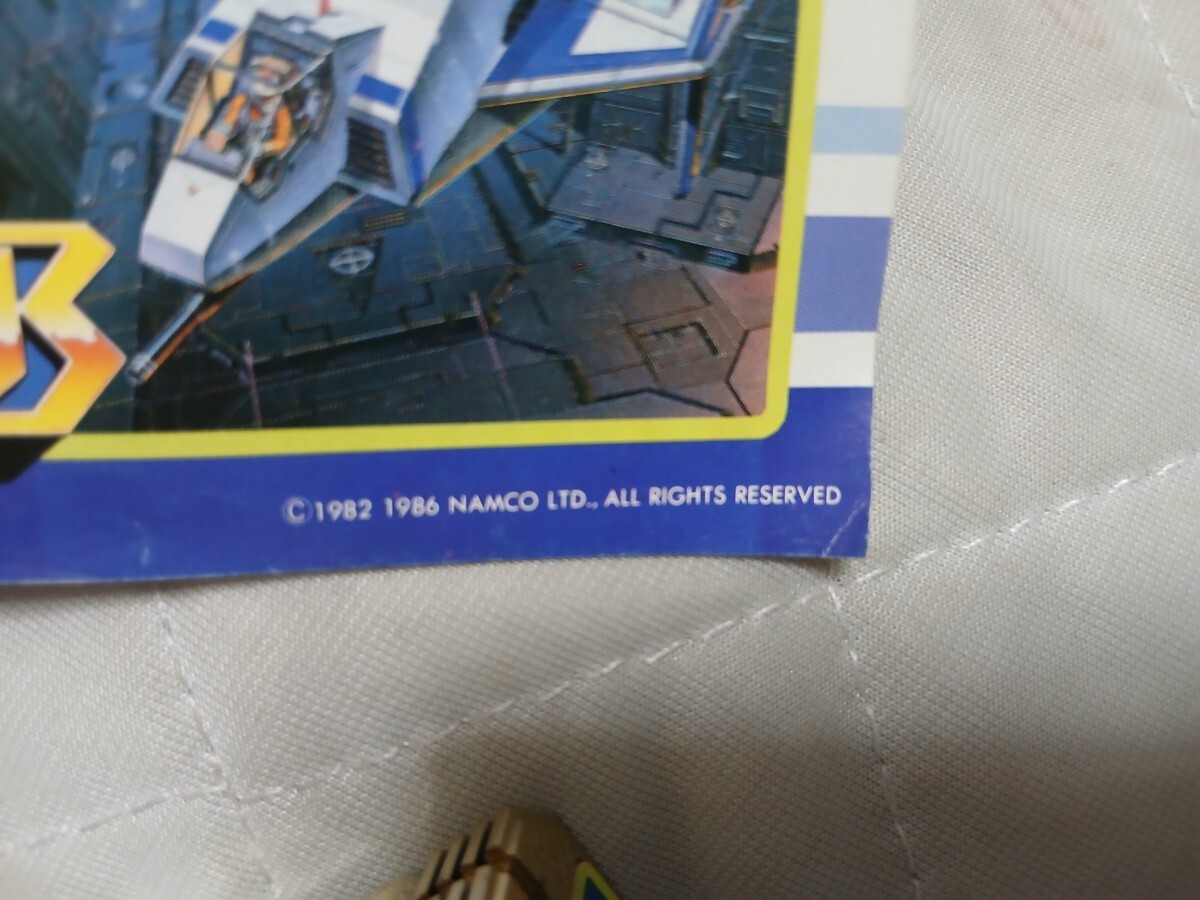 ©1982 1986 NAMCO LTD., ALL RIGHTS RESERVED